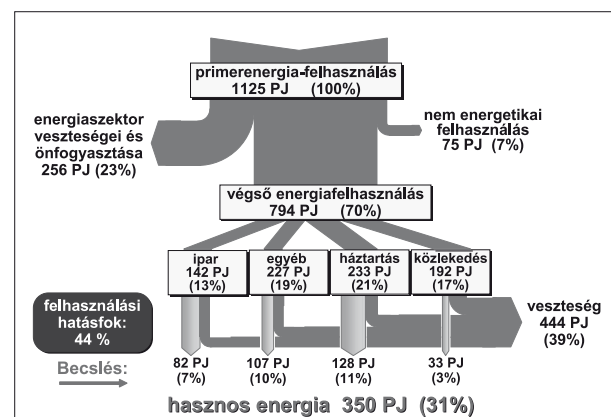 primerenergia-felhasználás
1125 PJ (100%)
energiaszektor
veszteségei és
önfogyasztása
256 PJ (23%)
nem energetikai
felhasználás
75 PJ (7%)
végső energiafelhasználás
794 PJ (70%)
ipar
142 PJ
(13%)
egyéb
227 PJ
(19%)
háztartás
233 PJ
(21%)
közlekedés
192 PJ
(17%)
felhasználási
hatásfok:
44 %
veszteség
444 PJ
(39%)
Becslés:
82 PJ
(7%)
107 PJ
(10%)
128 PJ
(11%)
33 PJ
(3%)
hasznos energia 350 PJ (31%)